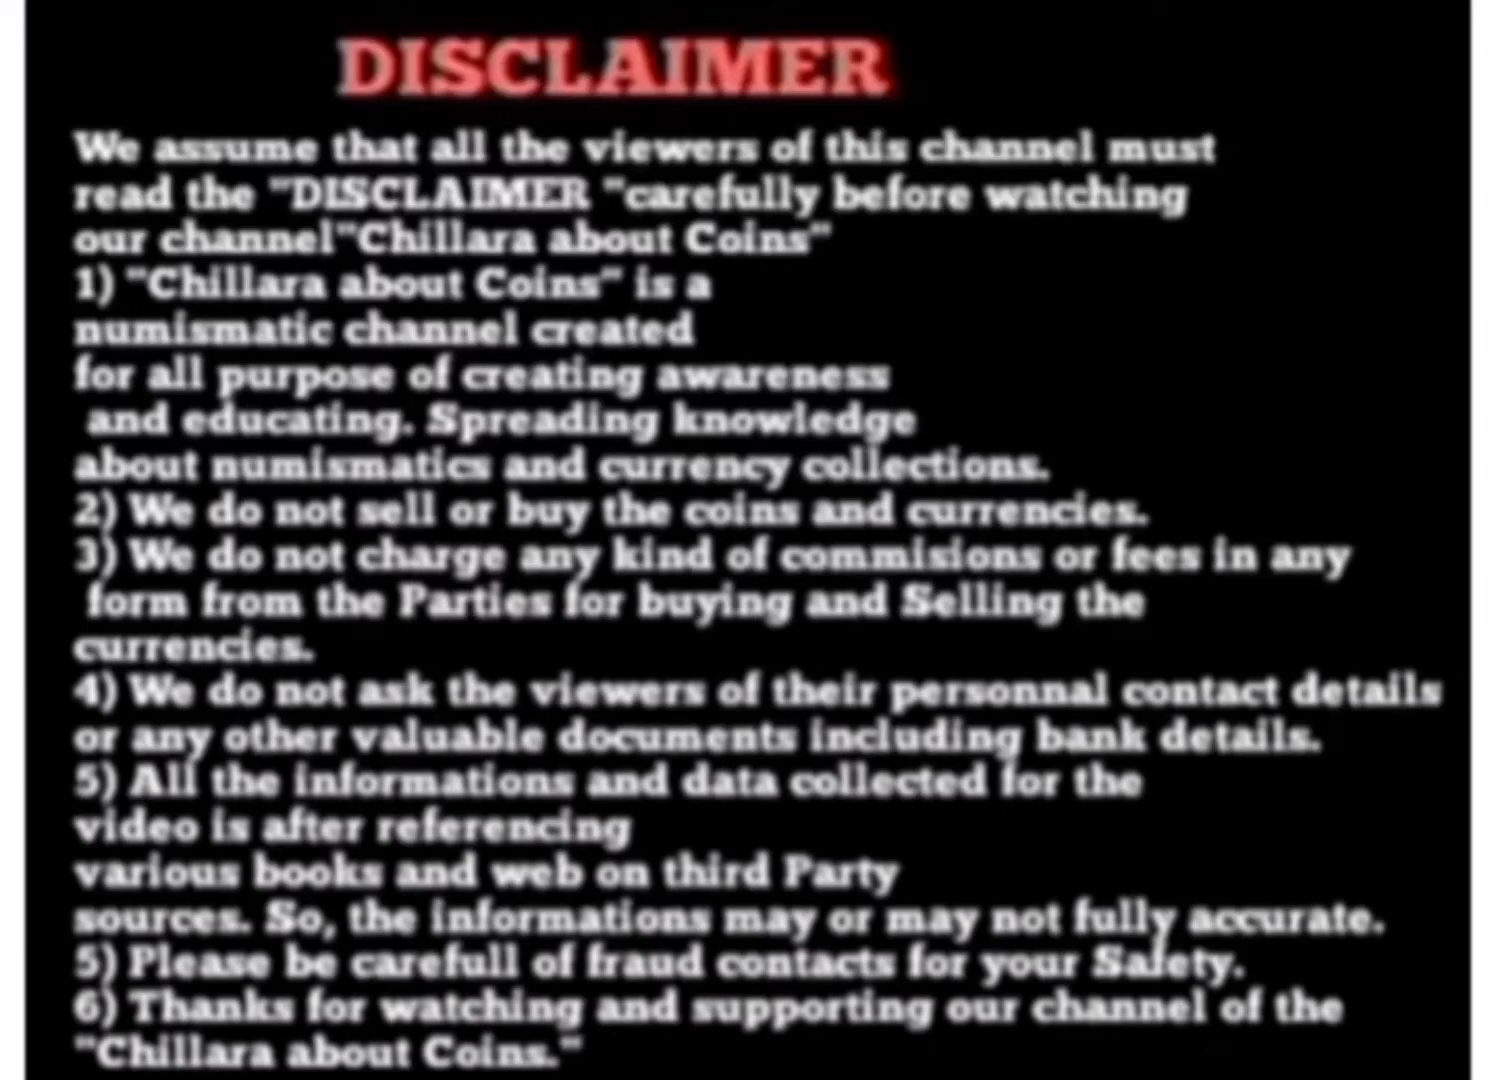 DISCLAIMER
We assume that all the viewers of this channel must
read the "DISCLAIMER "carefully before watching
our channel"Chillara about Coins"
1) "Chillara about Coins" is a
numismatic channel created
for all purpose of creating awareness
and educating. Spreading knowledge
about numismatics and currency collections.
2) We do not sell or buy the coins and currencies.
3) We do not charge any kind of commisions or fees in any
form from the Parties for buying and Selling the
currencies.
4) We do not ask the viewers of their personnal contact details
or any other valuable documents including bank details.
5) All the informations and data collected for the
video is after referencing
various books and web on third Party
sources. So, the informations may or may not fully accurate.
5) Please be carefull of fraud contacts for your Safety.
6) Thanks for watching and supporting our channel of the
"Chillara about Coins."